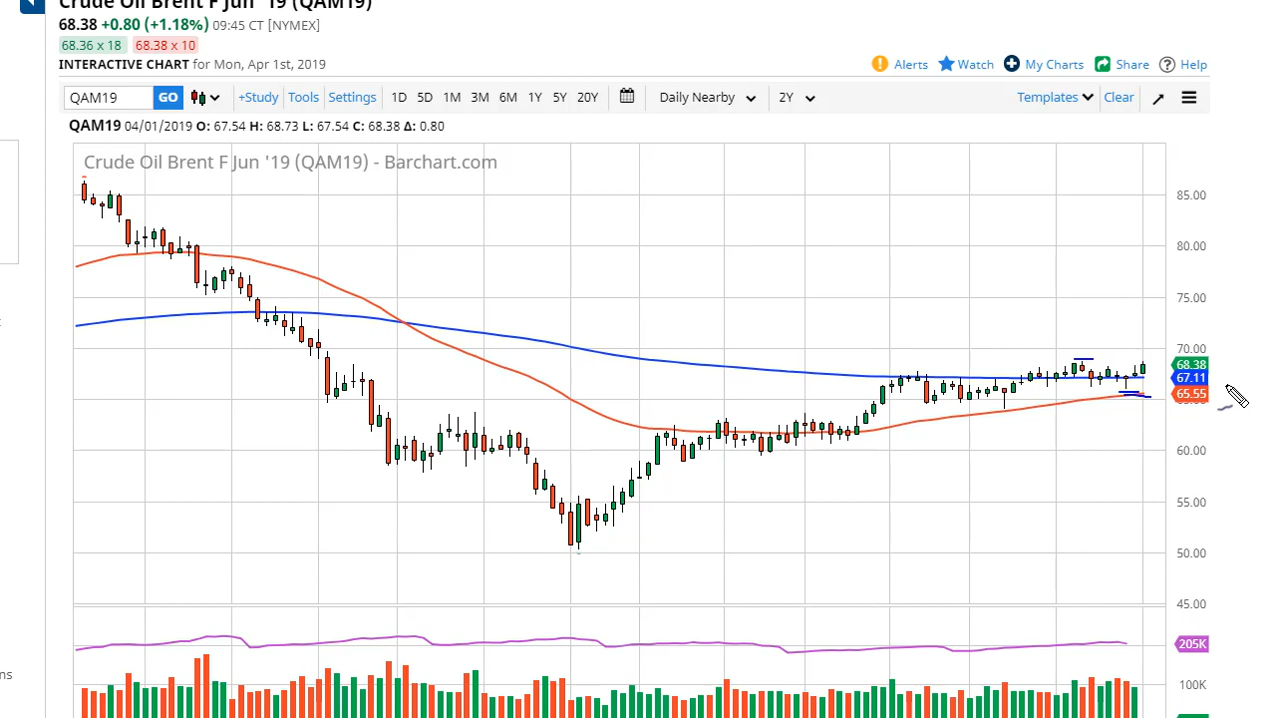 Crude Oil Brent F Jun '19 (QAM19)
68.38 +0.80 (+1.18%) 09:45 CT [NYMEX]
68.36 x 18 68.38 x 10
INTERACTIVE CHART for Mon, Apr 1st, 2019
Alerts Watch My Charts Share Help
QAM19 GO +Study Tools Settings 1D 5D 1M 3M 6M 1Y 5Y 20Y Daily Nearby 2Y Templates Clear
QAM19 04/01/2019 O: 67.54 H: 68.73 L: 67.54 C: 68.38 Δ: 0.80
Crude Oil Brent F Jun '19 (QAM19) - Barchart.com
85.00
80.00
75.00
70.00
68.38
67.11
65.55
60.00
55.00
50.00
45.00
205K
ns
100K